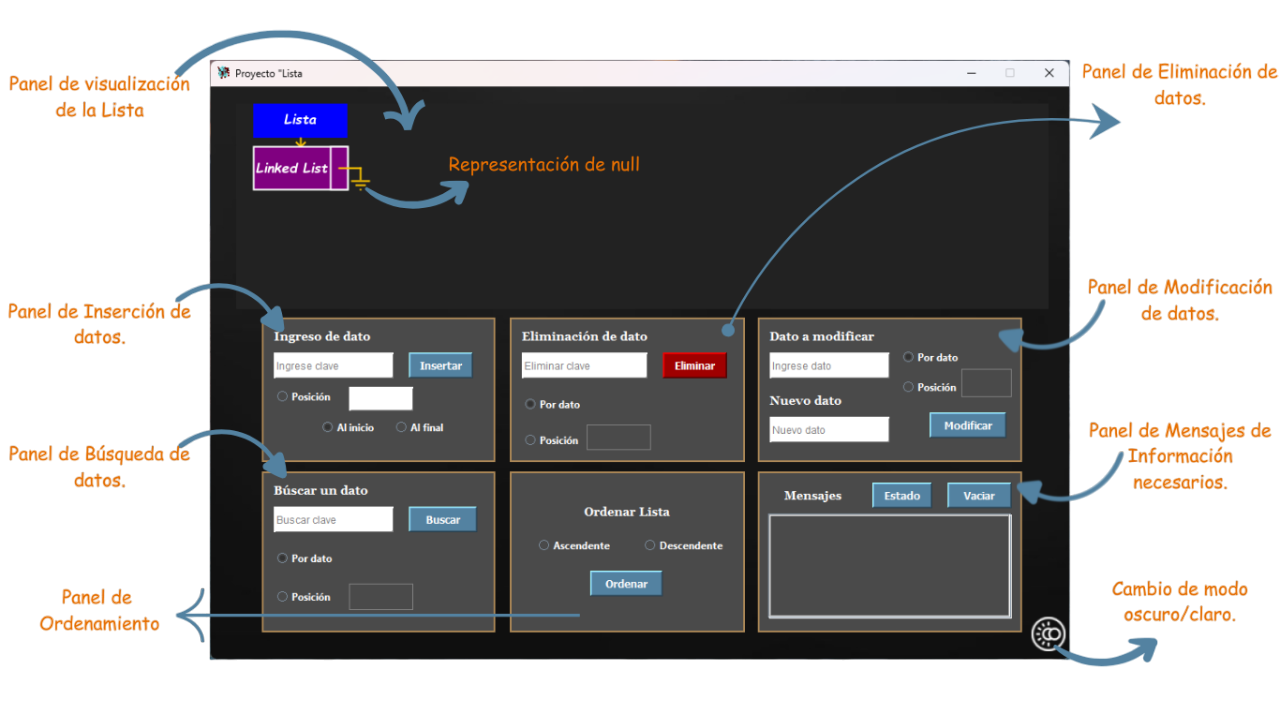 Panel de visualización
de la Lista
Proyecto "Lista
Panel de Eliminación de
datos.
Lista
Linked List
Representación de null
Panel de Inserción de
datos.
Panel de Modificación
de datos.
Ingreso de dato
Ingrese clave
Insertar
Posición
Al inicio
Al final
Eliminación de dato
Eliminar clave
Eliminar
Por dato
Posición
Dato a modificar
Ingrese dato
Por dato
Posición
Nuevo dato
Nuevo dato
Modificar
Panel de Búsqueda de
datos.
Panel de Mensajes de
Información
necesarios.
Búscar un dato
Buscar clave
Buscar
Por dato
Posición
Ordenar Lista
Ascendente
Descendente
Ordenar
Mensajes
Estado
Vaciar
Panel de
Ordenamiento
Cambio de modo
oscuro/claro.